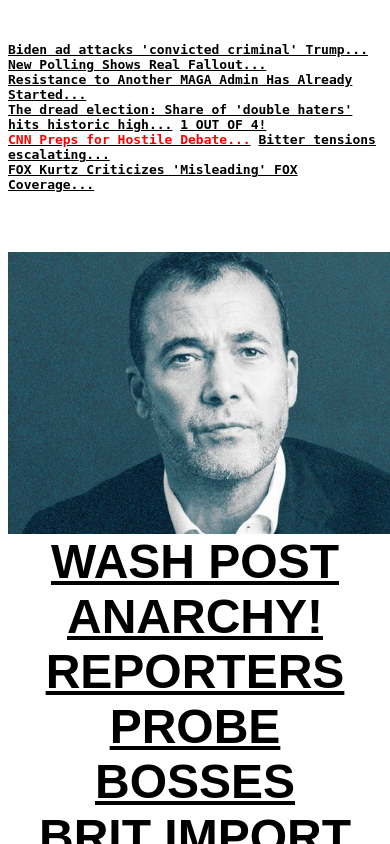 Biden ad attacks 'convicted criminal' Trump...
New Polling Shows Real Fallout...
Resistance to Another MAGA Admin Has Already
Started...
The dread election: Share of 'double haters'
hits historic high... 1 OUT OF 4!
CNN Preps for Hostile Debate... Bitter tensions
escalating...
FOX Kurtz Criticizes 'Misleading' FOX
Coverage...
WASH POST
ANARCHY!
REPORTERS
PROBE
BOSSES
BRIT IMPORT